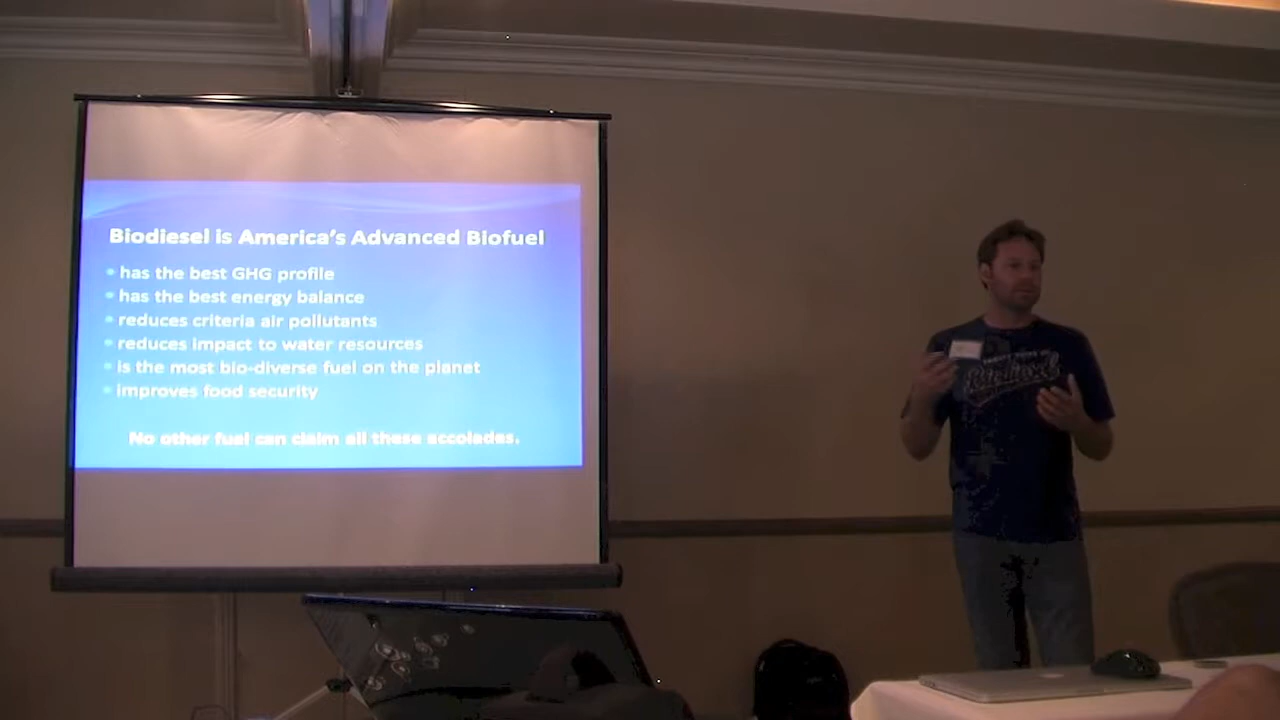 Biodiesel is America's Advanced Biofuel
• has the best GHG profile
• has the best energy balance
• reduces criteria air pollutants
• reduces impact to water resources
• is the most bio-diverse fuel on the planet
• improves food security
No other fuel can claim all these accolades.